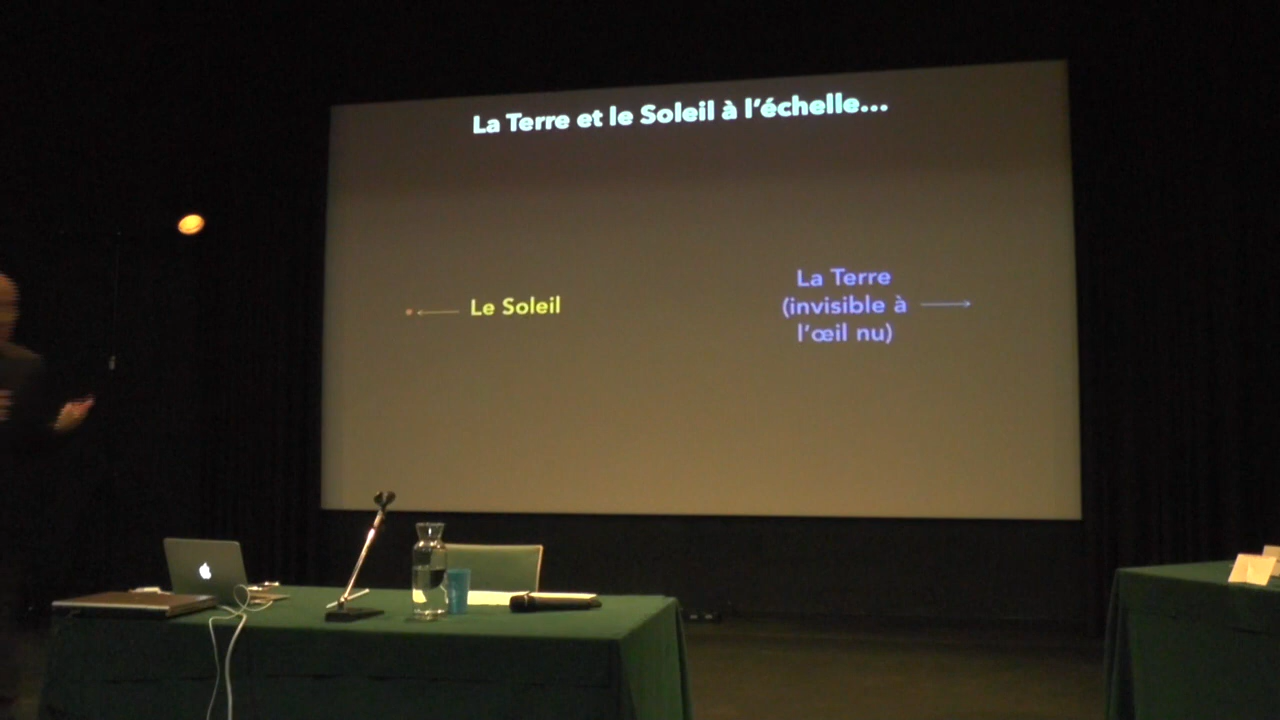 La Terre et le Soleil à l'échelle...
Le Soleil
La Terre
(invisible à
l'œil nu)